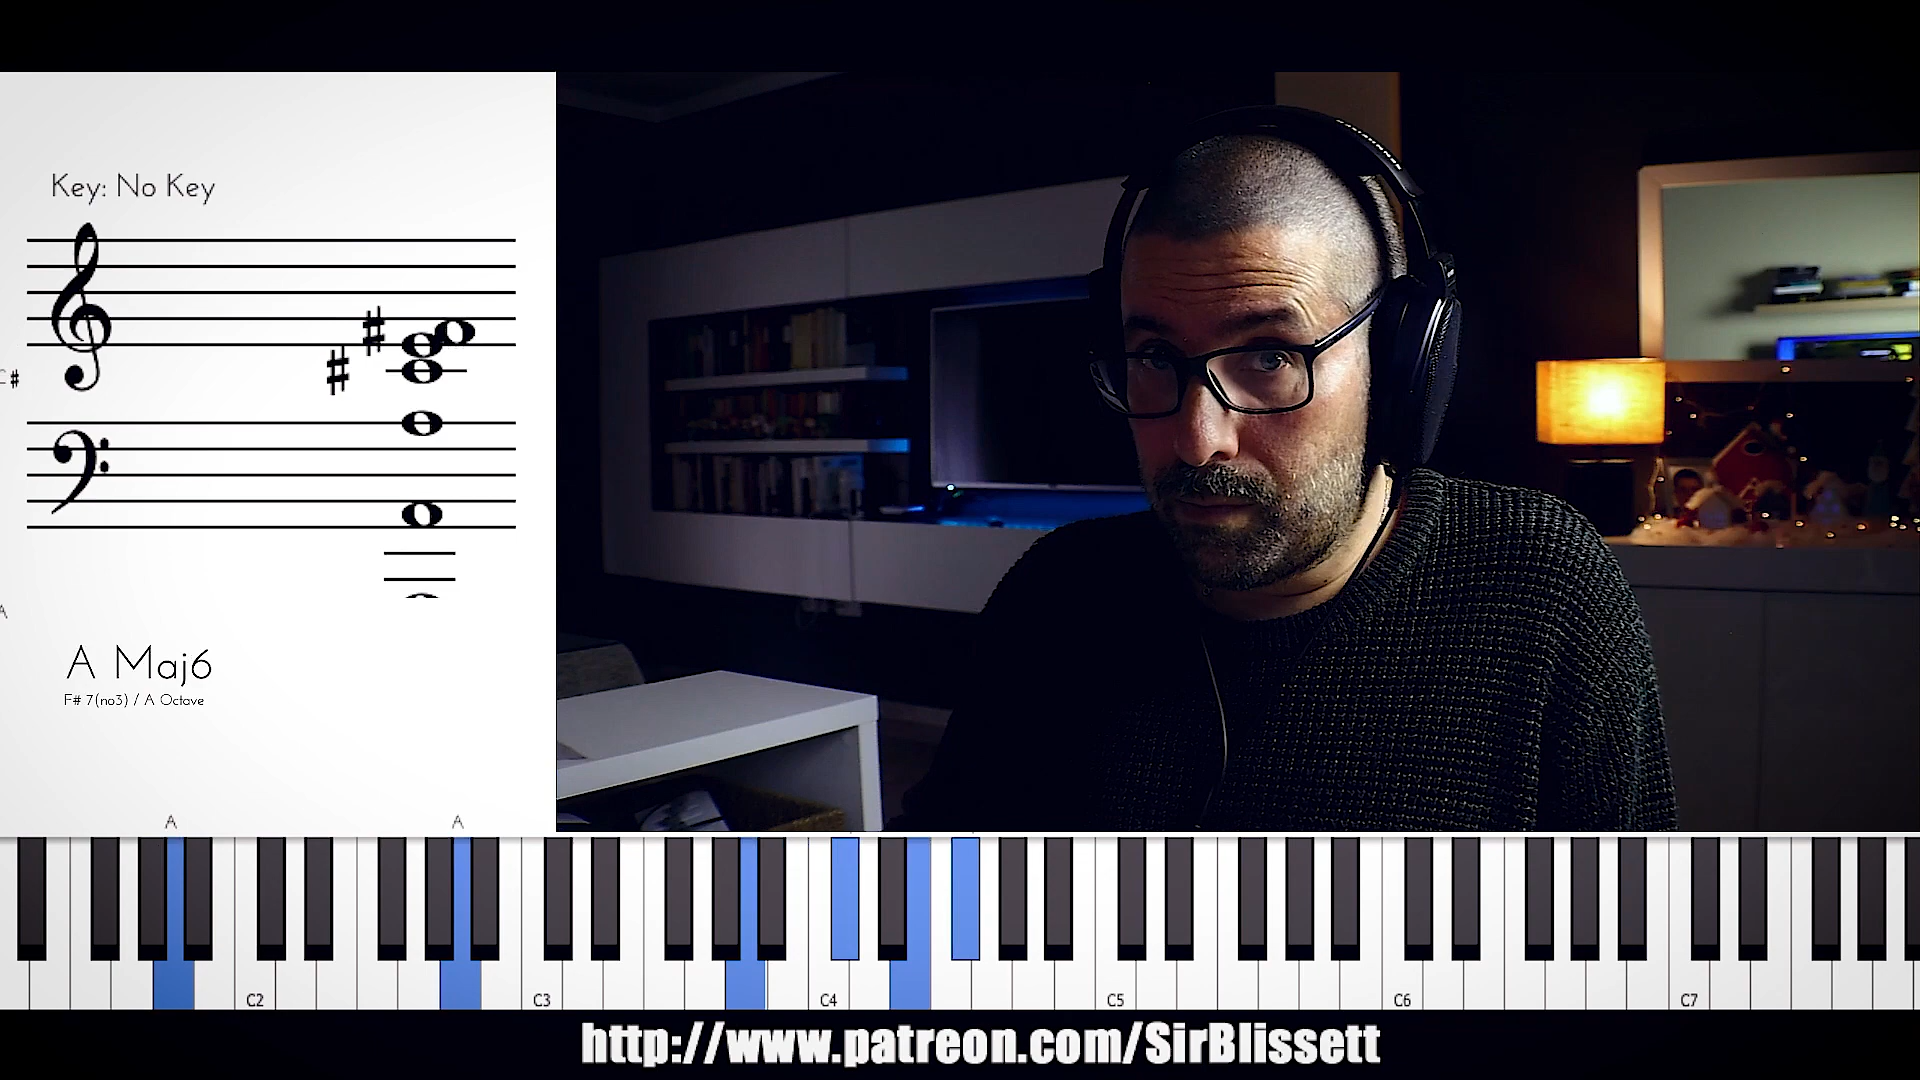 Key: No Key
C#
A
A Maj6
F# 7(no3) / A Octave
A A
C2 C3 C4 C5 C6 C7
http://www.patreon.com/SirBlissett